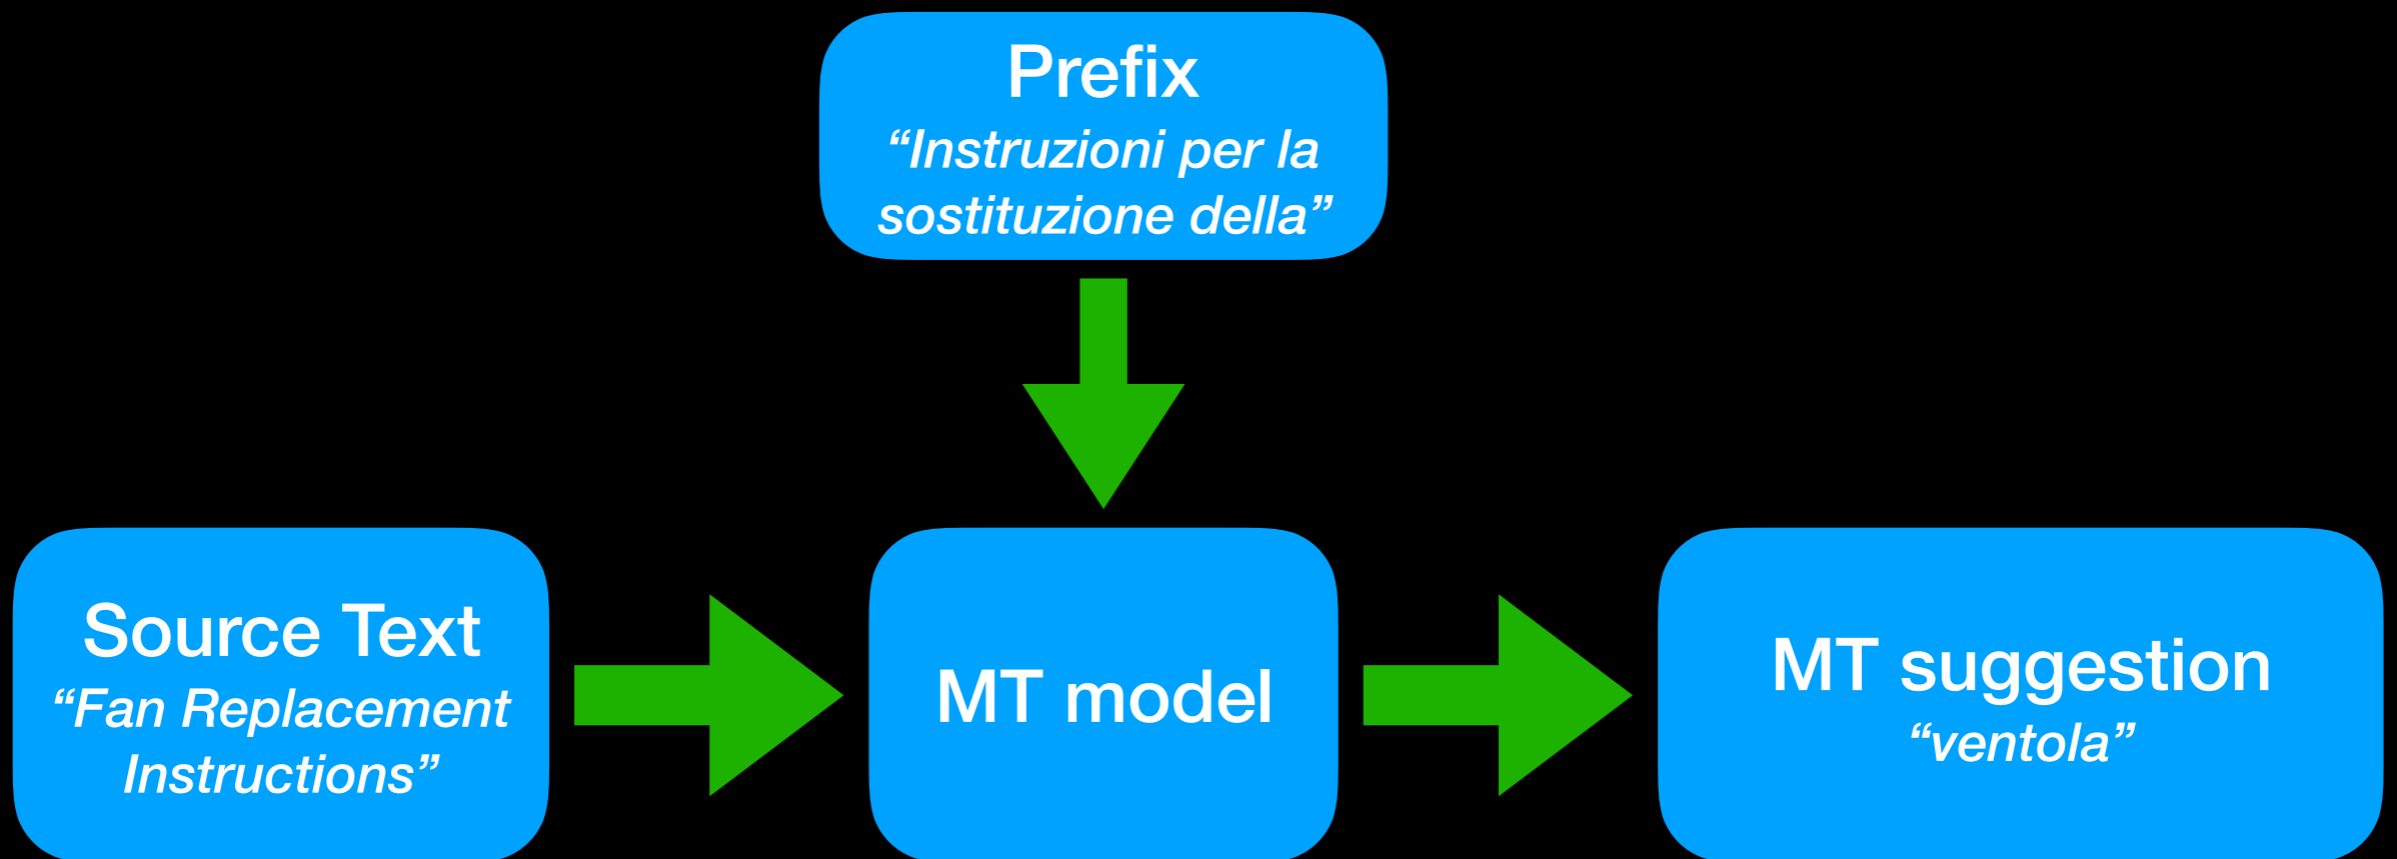 Prefix
“Instruzioni per la
sostituzione della”
Source Text
“Fan Replacement
Instructions”
MT model
MT suggestion
“ventola”